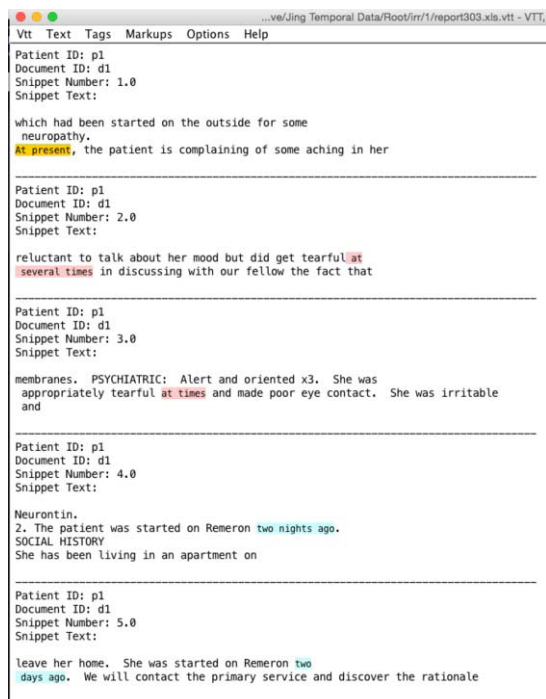 ...ve/Jing Temporal Data/Root/irr/1/report303.xls.vtt - VTT,
Vtt Text Tags Markups Options Help
Patient ID: p1
Document ID: d1
Snippet Number: 1.0
Snippet Text:
which had been started on the outside for some
neuropathy.
At present, the patient is complaining of some aching in her
Patient ID: p1
Document ID: d1
Snippet Number: 2.0
Snippet Text:
reluctant to talk about her mood but did get tearful at
several times in discussing with our fellow the fact that
Patient ID: p1
Document ID: d1
Snippet Number: 3.0
Snippet Text:
membranes. PSYCHIATRIC: Alert and oriented x3. She was
appropriately tearful at times and made poor eye contact. She was irritable
and
Patient ID: p1
Document ID: d1
Snippet Number: 4.0
Snippet Text:
Neurontin.
2. The patient was started on Remeron two nights ago.
SOCIAL HISTORY
She has been living in an apartment on
Patient ID: p1
Document ID: d1
Snippet Number: 5.0
Snippet Text:
leave her home. She was started on Remeron two
days ago. We will contact the primary service and discover the rationale